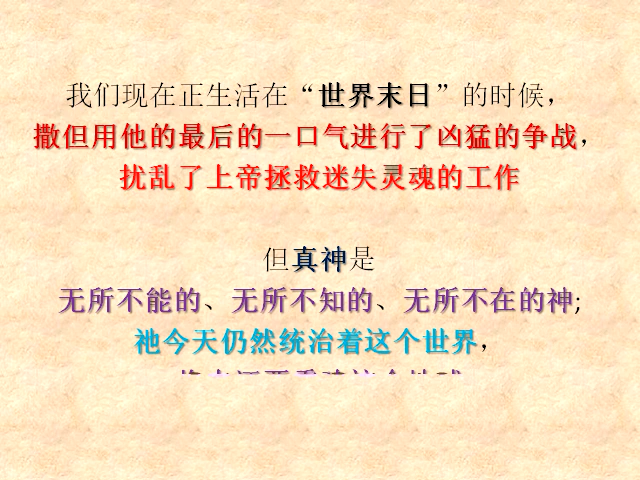 我们现在正生活在“世界末日”的时候，
撒但用他的最后的一口气进行了凶猛的争战，
扰乱了上帝拯救迷失灵魂的工作
但真神是
无所不能的、无所不知的、无所不在的神;
祂今天仍然统治着这个世界，